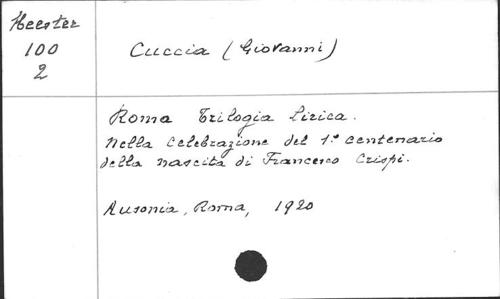 Heester
100
2
Cuccia (Giovanni)
Roma Trilogia lirica.
Nella celebrazione del 1.° centenario
della nascita di Francesco Crispi.
Ausonia, Roma, 1920